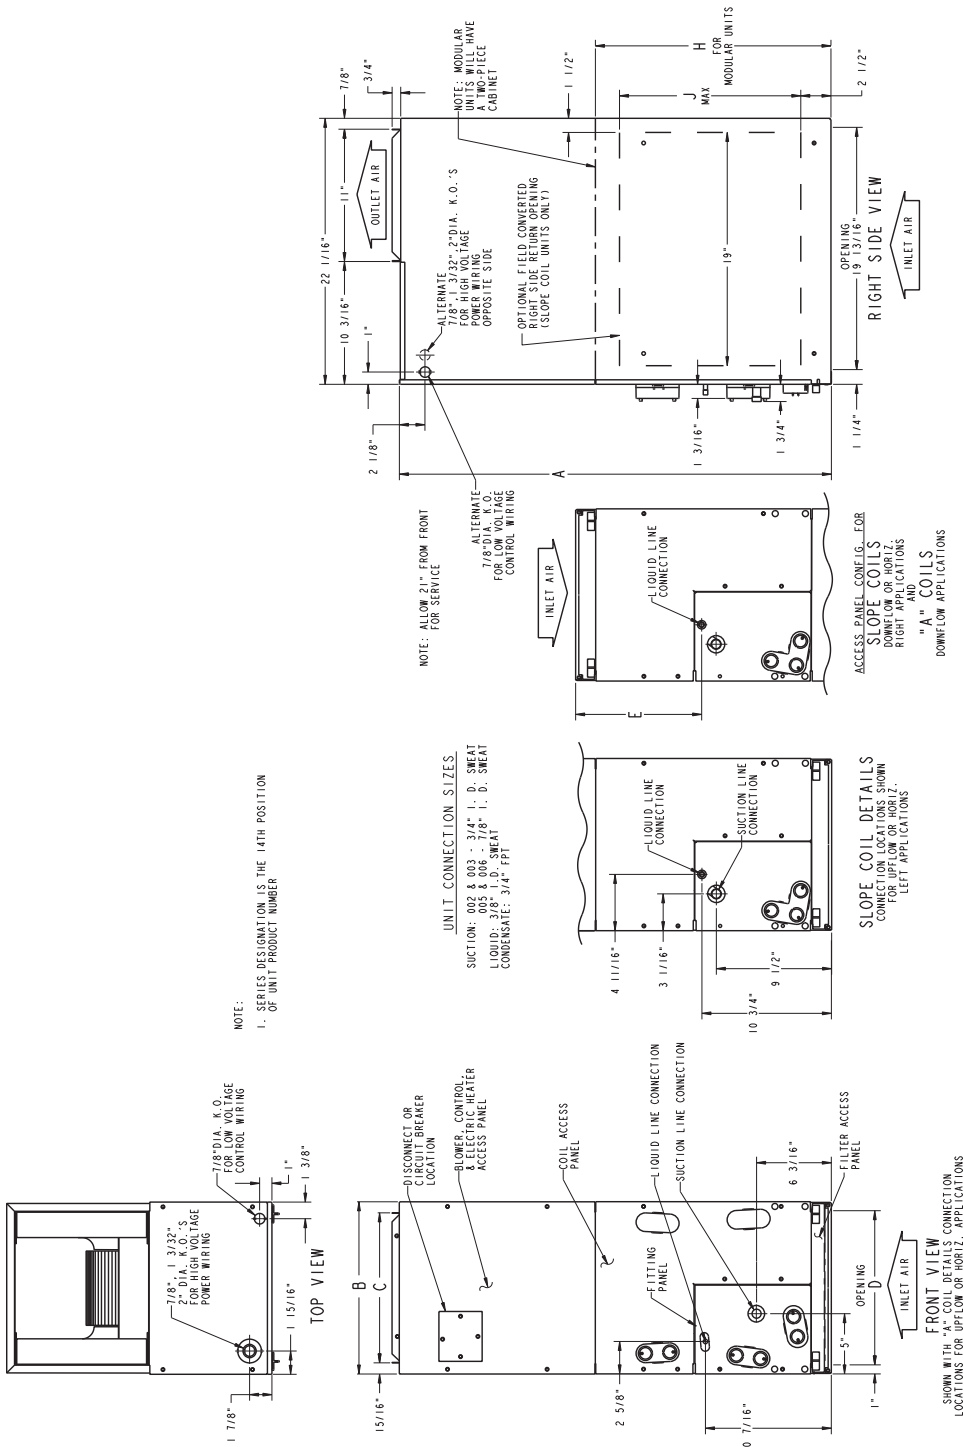 22 1/16"
7/8"
3/4"
11"
10 3/16"
1"
2 1/8"
OUTLET AIR
NOTE: MODULAR
UNITS WILL HAVE
A TWO-PIECE
CABINET
1 1/2"
H
FOR
MODULAR UNITS
J
MAX
2 1/2"
ALTERNATE
7/8", 1 3/32", 2"DIA. K.O.'S
FOR HIGH VOLTAGE
POWER WIRING
OPPOSITE SIDE
OPTIONAL FIELD CONVERTED
RIGHT SIDE RETURN OPENING
(SLOPE COIL UNITS ONLY)
19"
1 3/16"
1 3/4"
1 1/4"
OPENING
19 13/16"
RIGHT SIDE VIEW
INLET AIR
A
ALTERNATE
7/8"DIA. K.O.
FOR LOW VOLTAGE
CONTROL WIRING
NOTE: ALLOW 21" FROM FRONT
FOR SERVICE
INLET AIR
LIQUID LINE
CONNECTION
E
ACCESS PANEL CONFIG. FOR
SLOPE COILS
DOWNFLOW OR HORIZ.
RIGHT APPLICATIONS
AND
"A" COILS
DOWNFLOW APPLICATIONS
UNIT CONNECTION SIZES
SUCTION: 002 & 003 - 3/4" I. D. SWEAT
005 & 006 - 7/8" I. D. SWEAT
LIQUID: 3/8" I.D. SWEAT
CONDENSATE: 3/4" FPT
LIQUID LINE
CONNECTION
SUCTION LINE
CONNECTION
4 11/16"
3 1/16"
9 1/2"
10 3/4"
SLOPE COIL DETAILS
CONNECTION LOCATIONS SHOWN
FOR UPFLOW OR HORIZ.
LEFT APPLICATIONS
NOTE:
1. SERIES DESIGNATION IS THE 14TH POSITION
OF UNIT PRODUCT NUMBER
7/8"DIA. K.O.
FOR LOW VOLTAGE
CONTROL WIRING
1"
1 3/8"
7/8", 1 3/32"
2" DIA. K.O.'S
FOR HIGH VOLTAGE
POWER WIRING
1 15/16"
1 7/8"
TOP VIEW
B
C
15/16"
DISCONNECT OR
CIRCUIT BREAKER
LOCATION
BLOWER, CONTROL,
& ELECTRIC HEATER
ACCESS PANEL
COIL ACCESS
PANEL
LIQUID LINE CONNECTION
SUCTION LINE CONNECTION
FITTING
PANEL
2 5/8"
6 3/16"
FILTER ACCESS
PANEL
0 7/16"
5"
1"
OPENING
D
INLET AIR
FRONT VIEW
SHOWN WITH "A" COIL DETAILS CONNECTION
LOCATIONS FOR UPFLOW OR HORIZ. APPLICATIONS